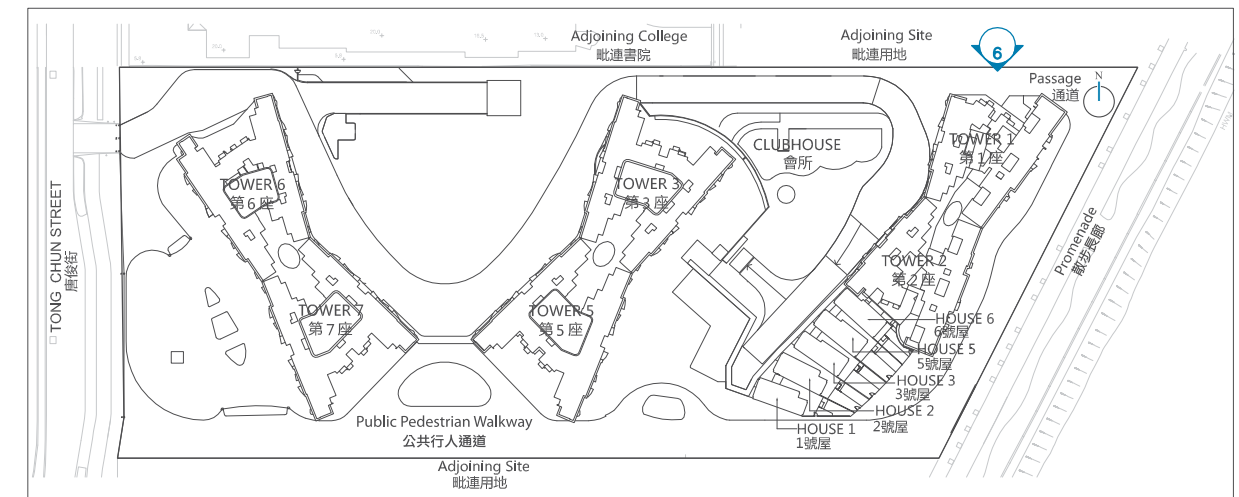 Adjoining College
毗連書院
Adjoining Site
毗連用地
6
Passage
通道
N
TOWER 1
第1座
CLUBHOUSE
會所
TOWER 6
第6座
TOWER 3
第3座
TONG CHUN STREET
唐俊街
Promenade
散步長廊
TOWER 2
第2座
TOWER 7
第7座
TOWER 5
第5座
HOUSE 6
6號屋
HOUSE 5
5號屋
HOUSE 3
3號屋
HOUSE 2
2號屋
HOUSE 1
1號屋
Public Pedestrian Walkway
公共行人通道
Adjoining Site
毗連用地